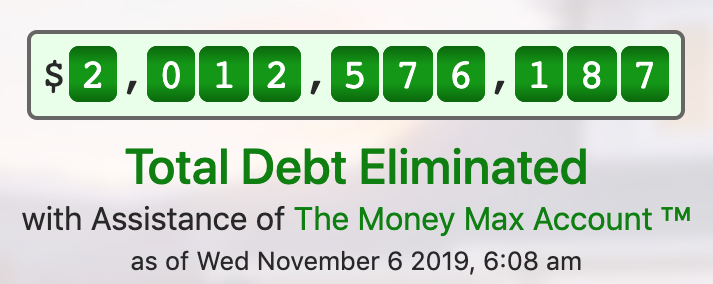 $2,012,576,187
Total Debt Eliminated
with Assistance of The Money Max Account ™
as of Wed November 6 2019, 6:08 am